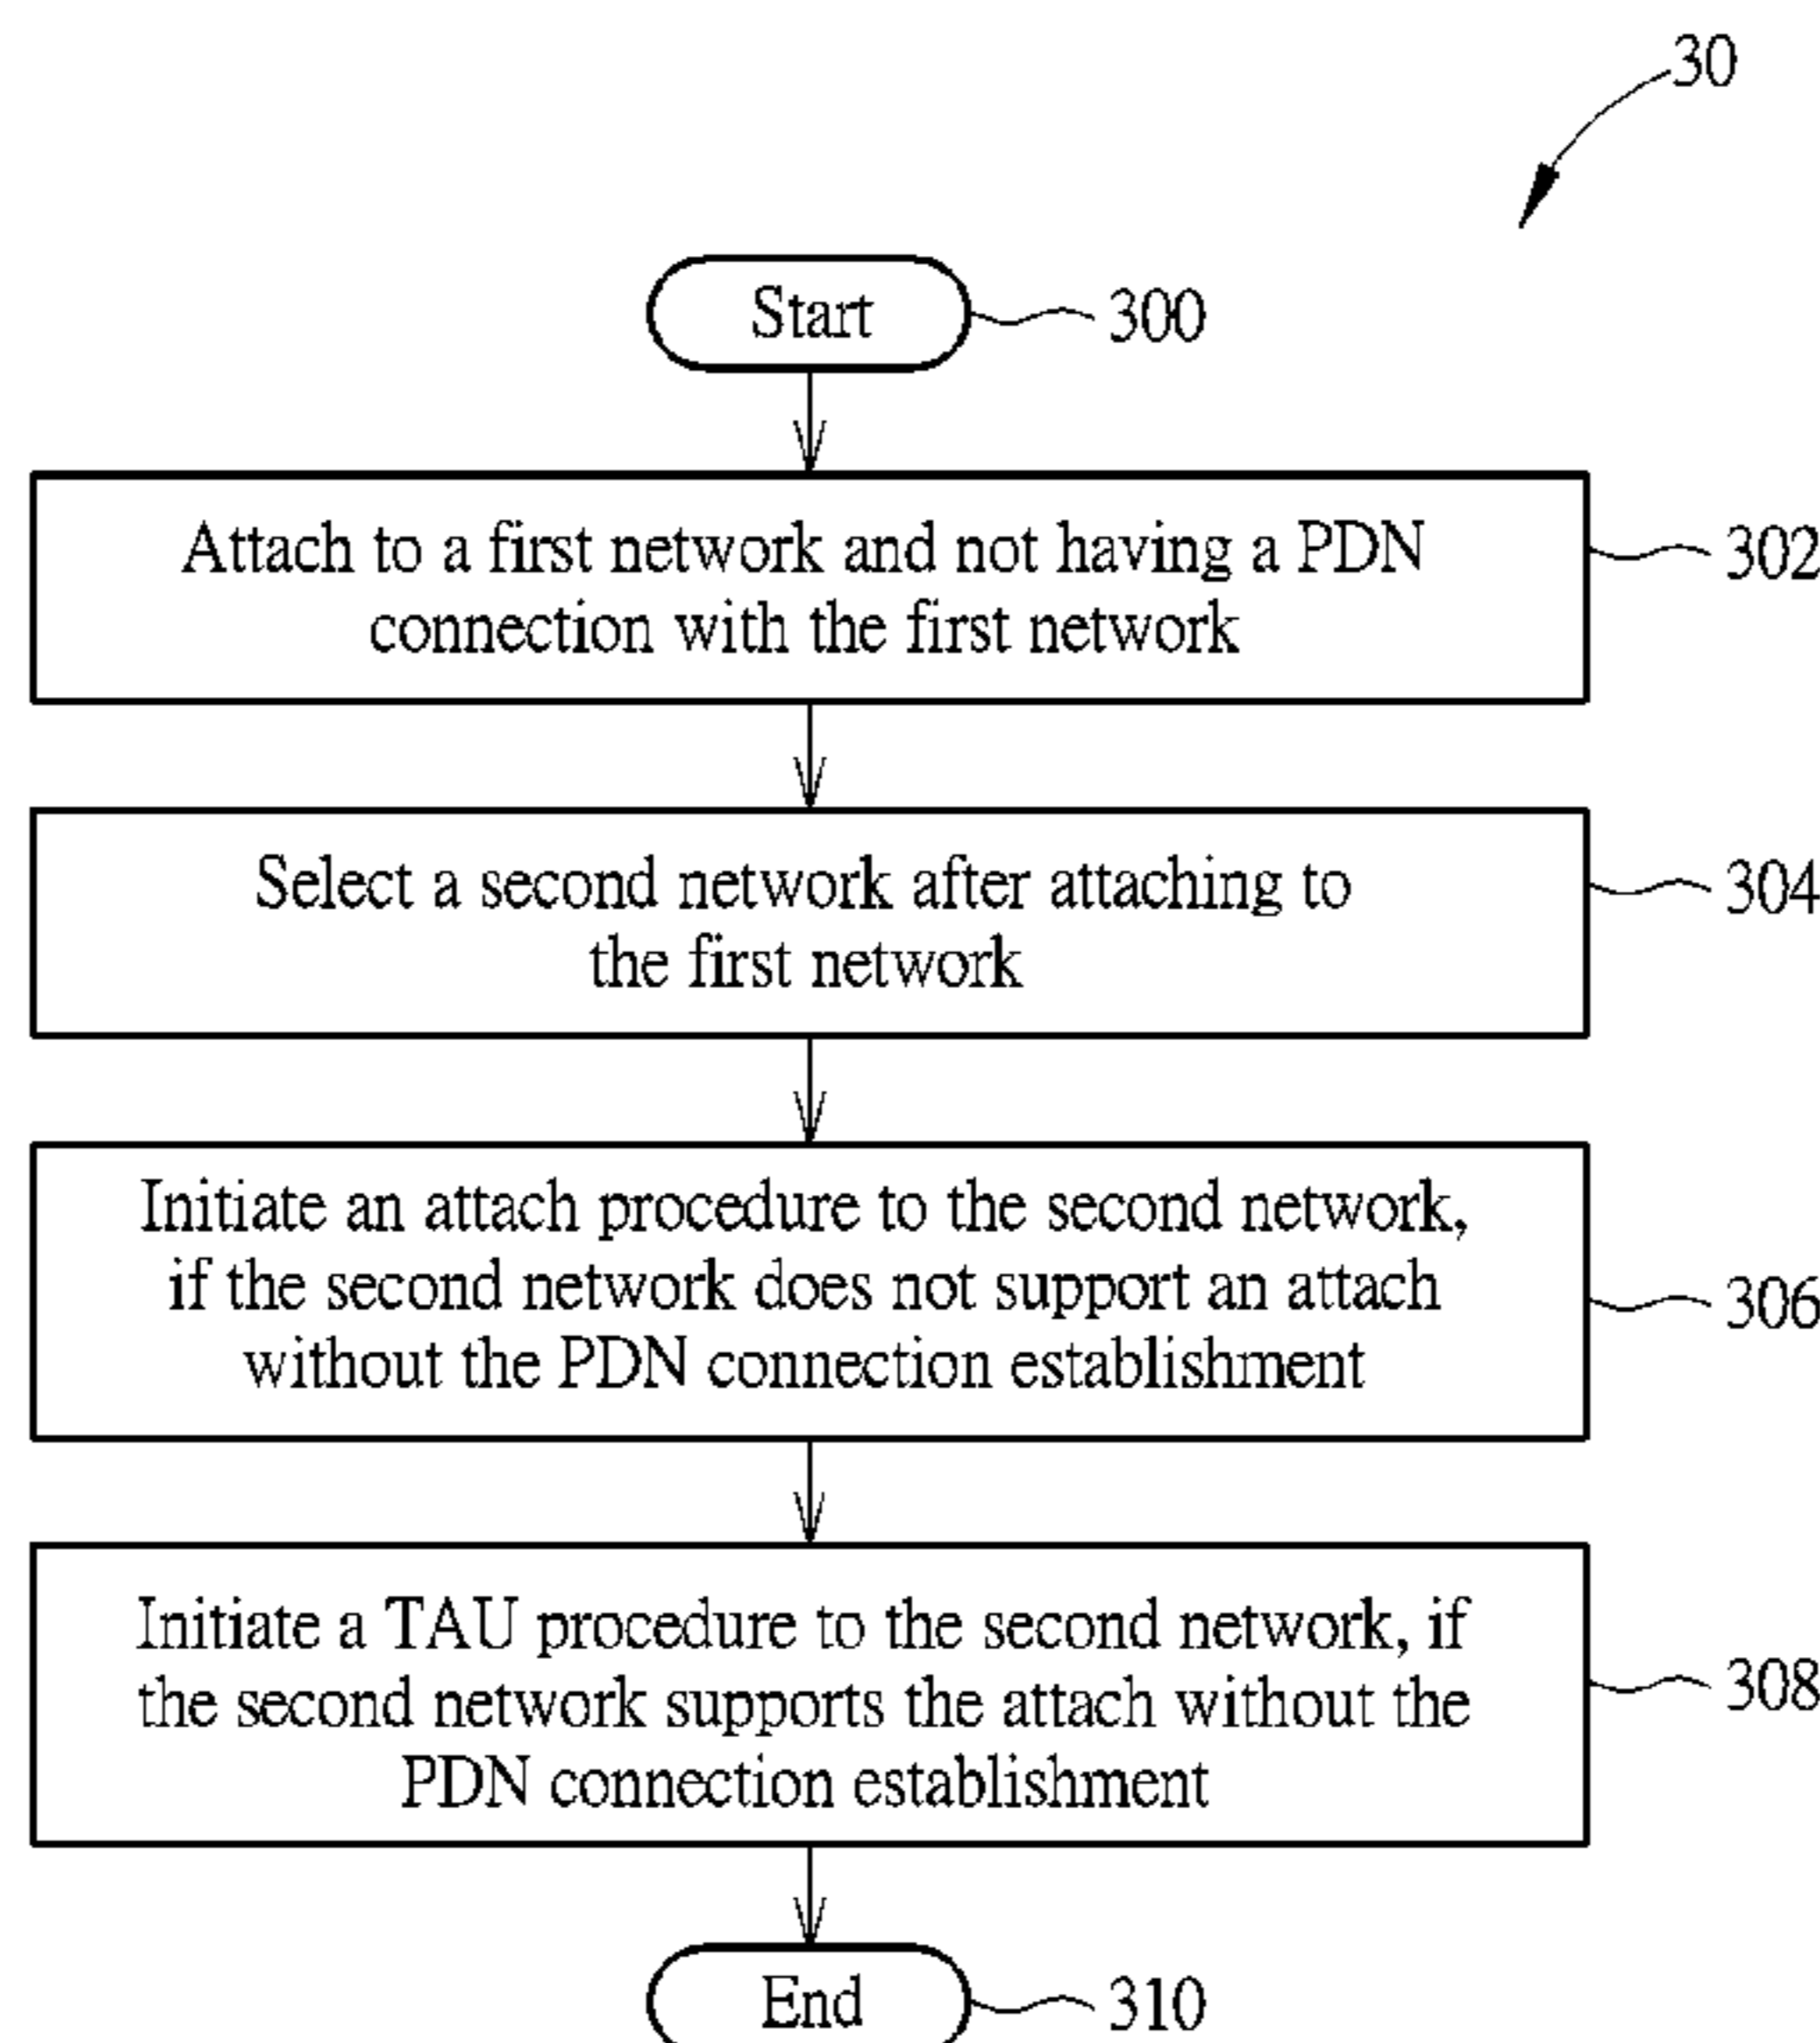 30
Start
300
Attach to a first network and not having a PDN
connection with the first network
302
Select a second network after attaching to
the first network
304
Initiate an attach procedure to the second network,
if the second network does not support an attach
without the PDN connection establishment
306
Initiate a TAU procedure to the second network, if
the second network supports the attach without the
PDN connection establishment
308
End
310